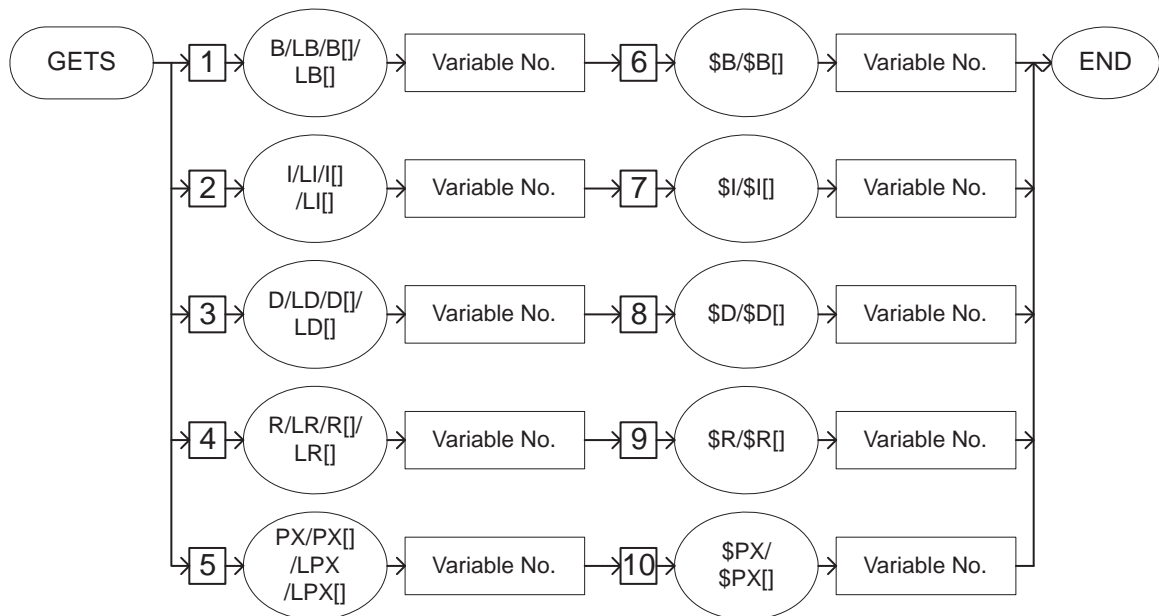 GETS
1
B/LB/B[]/
LB[]
Variable No.
6
$B/$B[]
Variable No.
END
2
I/LI/I[]
/LI[]
Variable No.
7
$I/$I[]
Variable No.
3
D/LD/D[]/
LD[]
Variable No.
8
$D/$D[]
Variable No.
4
R/LR/R[]/
LR[]
Variable No.
9
$R/$R[]
Variable No.
5
PX/PX[]
/LPX
/LPX[]
Variable No.
10
$PX/
$PX[]
Variable No.